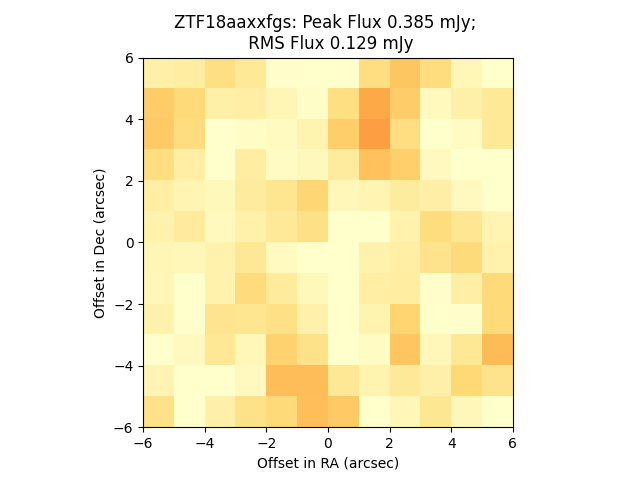 ZTF18aaxxfgs: Peak Flux 0.385 mJy;
RMS Flux 0.129 mJy
6
4
2
0
−2
−4
−6
Offset in Dec (arcsec)
−6 −4 −2 0 2 4 6
Offset in RA (arcsec)